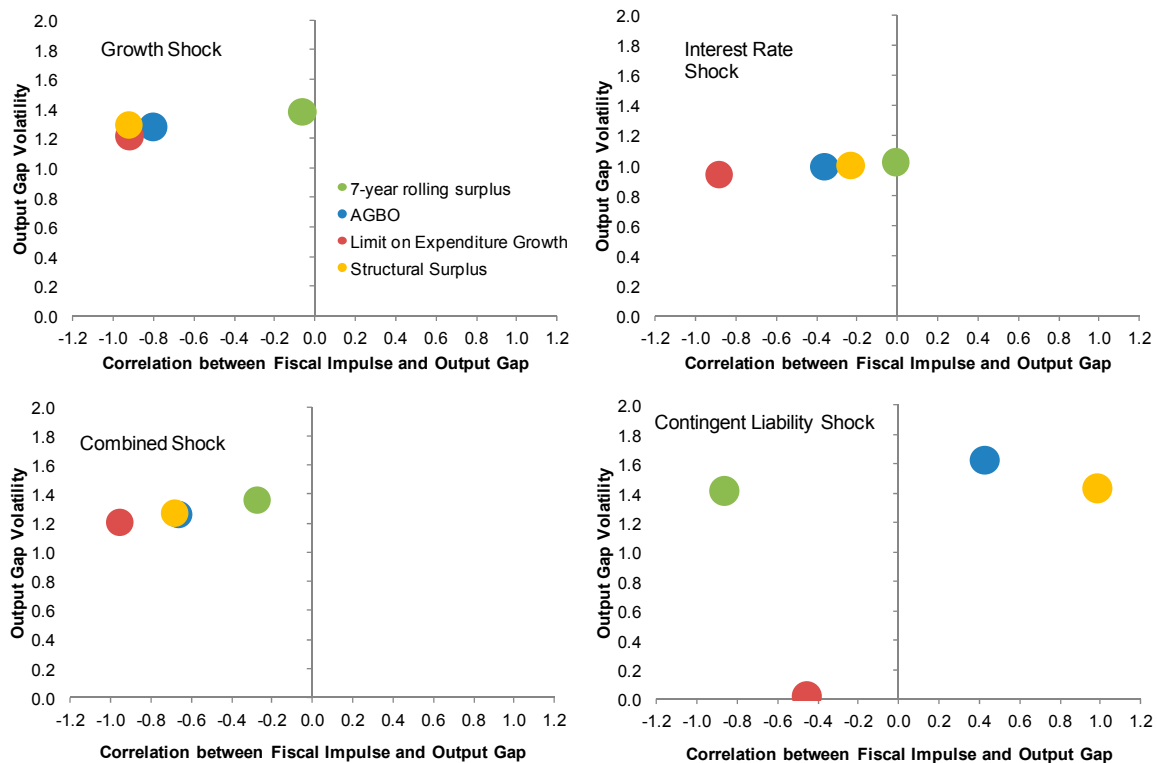 Growth Shock
Output Gap Volatility
2.0
1.8
1.6
1.4
1.2
1.0
0.8
0.6
0.4
0.2
0.0
7-year rolling surplus
AGBO
Limit on Expenditure Growth
Structural Surplus
-1.2 -1.0 -0.8 -0.6 -0.4 -0.2 0.0 0.2 0.4 0.6 0.8 1.0 1.2
Correlation between Fiscal Impulse and Output Gap
Interest Rate
Shock
Output Gap Volatility
2.0
1.8
1.6
1.4
1.2
1.0
0.8
0.6
0.4
0.2
0.0
-1.2 -1.0 -0.8 -0.6 -0.4 -0.2 0.0 0.2 0.4 0.6 0.8 1.0 1.2
Correlation between Fiscal Impulse and Output Gap
Combined Shock
Output Gap Volatility
2.0
1.8
1.6
1.4
1.2
1.0
0.8
0.6
0.4
0.2
0.0
-1.2 -1.0 -0.8 -0.6 -0.4 -0.2 0.0 0.2 0.4 0.6 0.8 1.0 1.2
Correlation between Fiscal Impulse and Output Gap
Contingent Liability Shock
Output Gap Volatility
2.0
1.8
1.6
1.4
1.2
1.0
0.8
0.6
0.4
0.2
0.0
-1.2 -1.0 -0.8 -0.6 -0.4 -0.2 0.0 0.2 0.4 0.6 0.8 1.0 1.2
Correlation between Fiscal Impulse and Output Gap